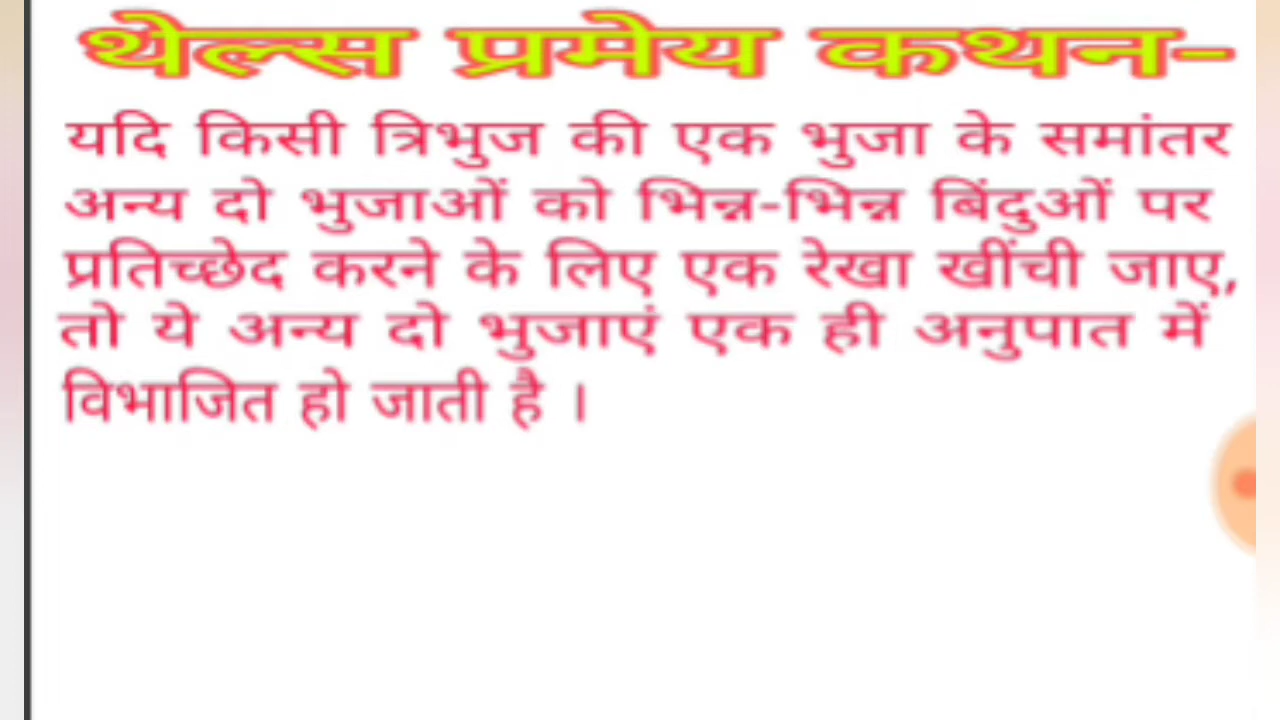 थेल्स प्रमेय कथन-
यदि किसी त्रिभुज की एक भुजा के समांतर
अन्य दो भुजाओं को भिन्न-भिन्न बिंदुओं पर
प्रतिच्छेद करने के लिए एक रेखा खींची जाए,
तो ये अन्य दो भुजाएं एक ही अनुपात में
विभाजित हो जाती है ।